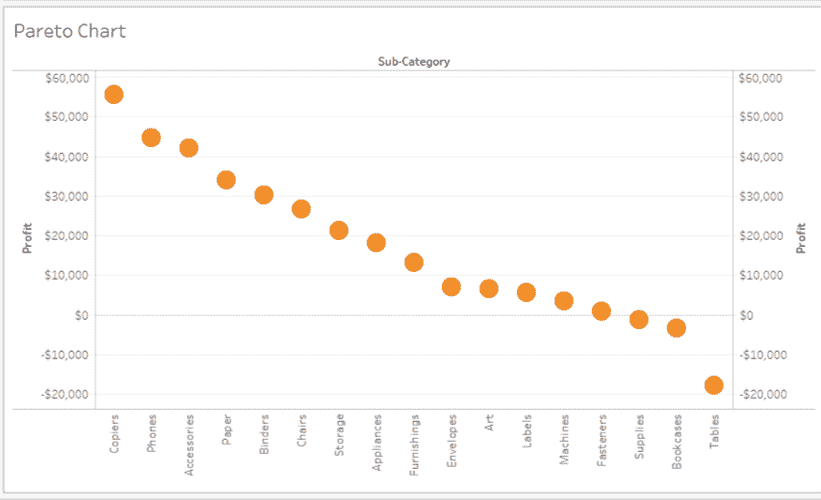 Pareto Chart
Sub-Category
Profit
$60,000
$50,000
$40,000
$30,000
$20,000
$10,000
$0
-$10,000
-$20,000
$60,000
$50,000
$40,000
$30,000
$20,000
$10,000
$0
-$10,000
-$20,000
Profit
Copiers
Phones
Accessories
Paper
Binders
Chairs
Storage
Appliances
Furnishings
Envelopes
Art
Labels
Machines
Fasteners
Supplies
Bookcases
Tables